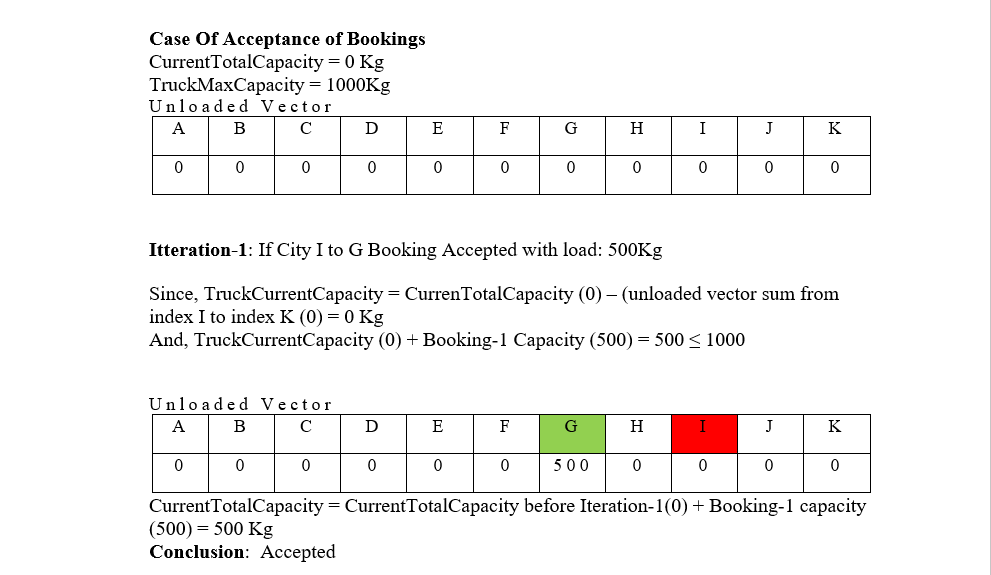 Case Of Acceptance of Bookings
CurrentTotalCapacity = 0 Kg
TruckMaxCapacity = 1000Kg
Unloaded Vector
A B C D E F G H I J K
0 0 0 0 0 0 0 0 0 0 0
Itteration-1: If City I to G Booking Accepted with load: 500Kg
Since, TruckCurrentCapacity = CurrenTotalCapacity (0) – (unloaded vector sum from
index I to index K (0) = 0 Kg
And, TruckCurrentCapacity (0) + Booking-1 Capacity (500) = 500 ≤ 1000
Unloaded Vector
A B C D E F G H I J K
0 0 0 0 0 0 500 0 0 0 0
CurrentTotalCapacity = CurrentTotalCapacity before Iteration-1(0) + Booking-1 capacity
(500) = 500 Kg
Conclusion: Accepted